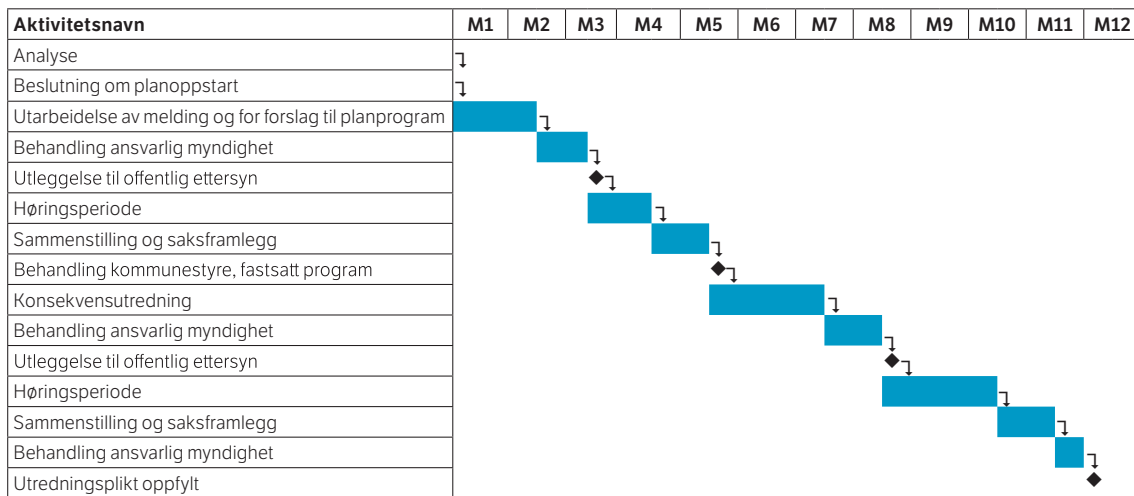 Aktivitetsnavn M1 M2 M3 M4 M5 M6 M7 M8 M9 M10 M11 M12
Analyse
Beslutning om planoppstart
Utarbeidelse av melding og for forslag til planprogram
Behandling ansvarlig myndighet
Utleggelse til offentlig ettersyn
Høringsperiode
Sammenstilling og saksframlegg
Behandling kommunestyre, fastsatt program
Konsekvensutredning
Behandling ansvarlig myndighet
Utleggelse til offentlig ettersyn
Høringsperiode
Sammenstilling og saksframlegg
Behandling ansvarlig myndighet
Utredningsplikt oppfylt